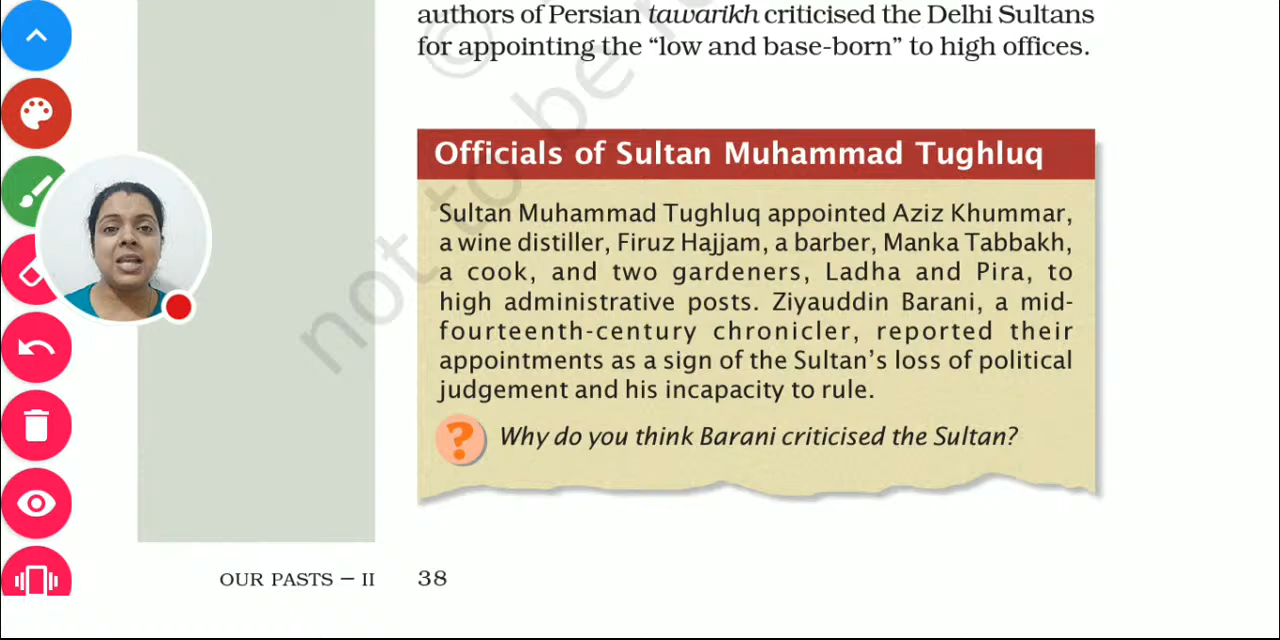 authors of Persian tawarikh criticised the Delhi Sultans
for appointing the “low and base-born” to high offices.
Officials of Sultan Muhammad Tughluq
Sultan Muhammad Tughluq appointed Aziz Khummar,
a wine distiller, Firuz Hajjam, a barber, Manka Tabbakh,
a cook, and two gardeners, Ladha and Pira, to
high administrative posts. Ziyauddin Barani, a mid-
fourteenth-century chronicler, reported their
appointments as a sign of the Sultan’s loss of political
judgement and his incapacity to rule.
? Why do you think Barani criticised the Sultan?
OUR PASTS – II 38
©
not to be re